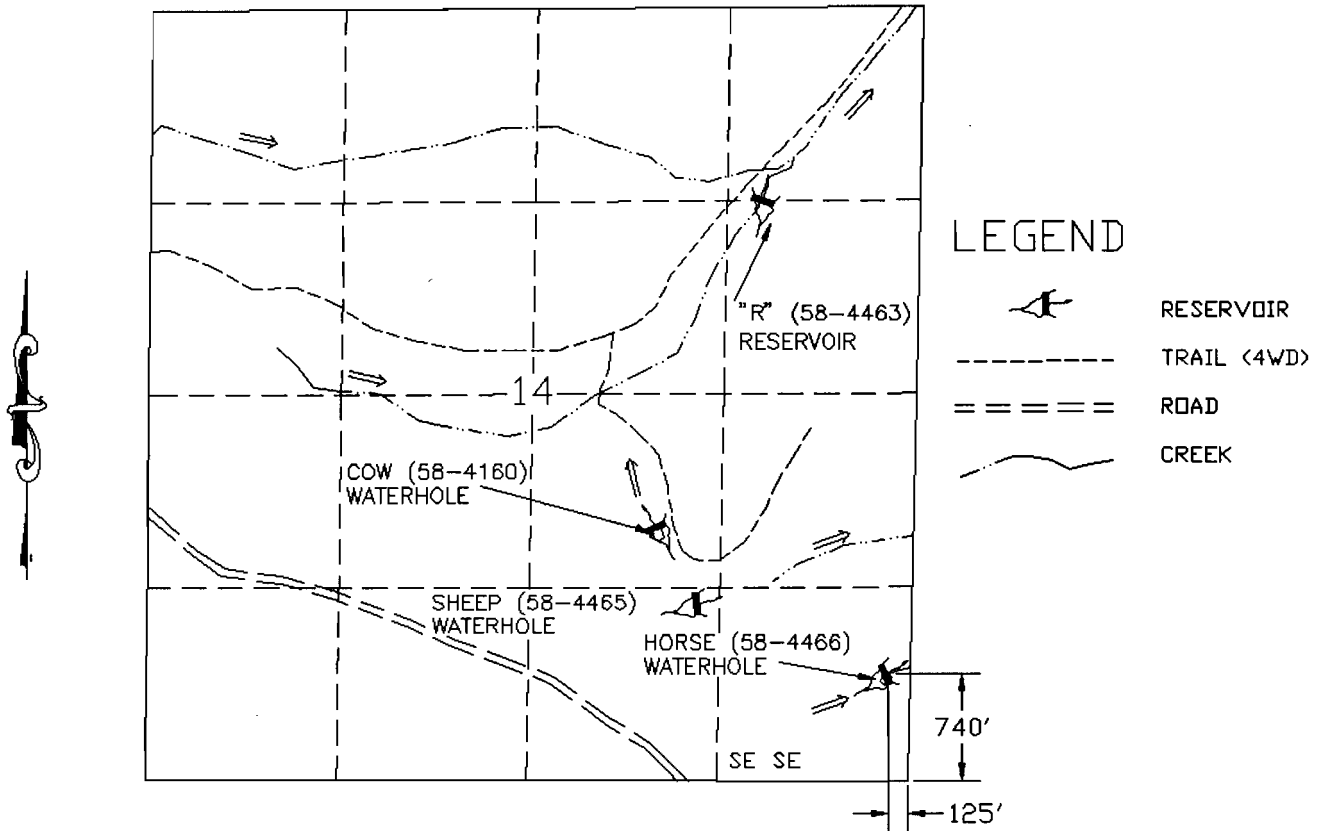 LEGEND
RESERVOIR
TRAIL (4WD)
ROAD
CREEK
"R" (58-4463)
RESERVOIR
14
COW (58-4160)
WATERHOLE
SHEEP (58-4465)
WATERHOLE
HORSE (58-4466)
WATERHOLE
740'
SE SE
125'